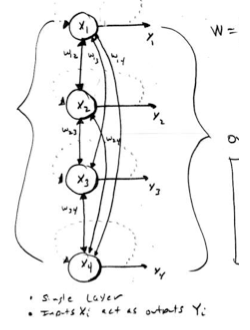 X1
Y1
W =
w12 w13 w14
X2
Y2
w23
w24
X3
Y3
w34
X4
Y4
• Single Layer
• Inputs Xi act as outputs Yi